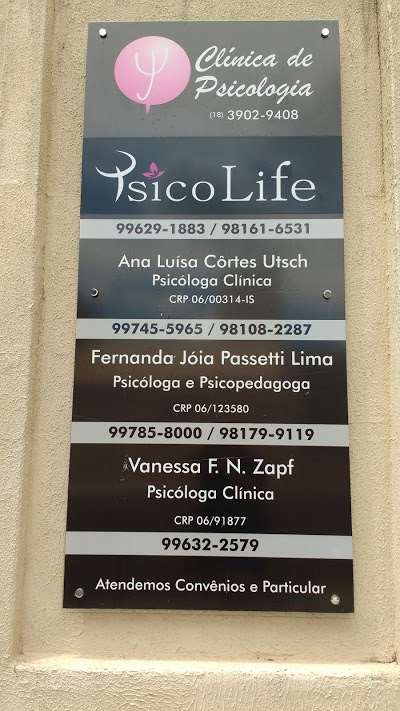 Clínica de
Psicologia
(18) 3902-9408
PsicoLife
99629-1883 / 98161-6531
Ana Luísa Côrtes Utsch
Psicóloga Clínica
CRP 06/00314-IS
99745-5965 / 98108-2287
Fernanda Jóia Passetti Lima
Psicóloga e Psicopedagoga
CRP 06/123580
99785-8000 / 98179-9119
Vanessa F. N. Zapf
Psicóloga Clínica
CRP 06/91877
99632-2579
Atendemos Convênios e Particular